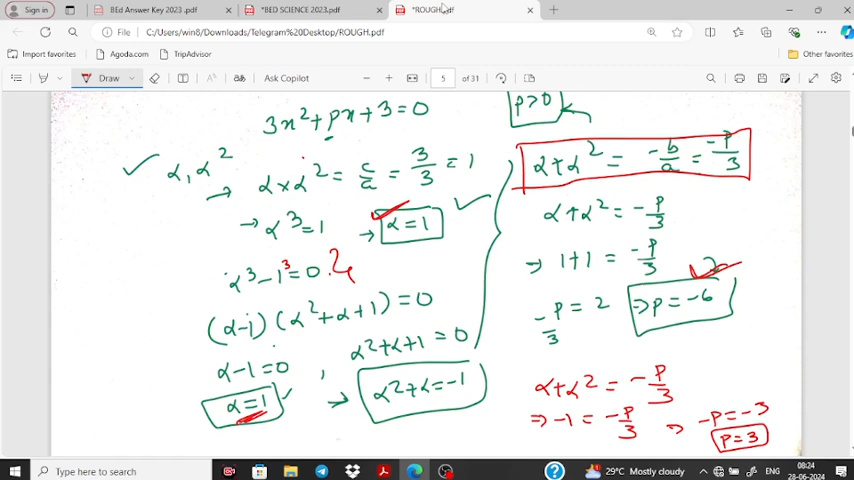 Sign in
BEd Answer Key 2023 .pdf
*BED SCIENCE 2023.pdf
*ROUGH.pdf
File
C:/Users/win8/Downloads/Telegram%20Desktop/ROUGH.pdf
Import favorites
Agoda.com
TripAdvisor
Other favorites
Draw
Ask Copilot
5 of 31
3x²+px+3=0
p>0
α,α²
→ α×α² = c/a = 3/3 = 1
→ α³=1 → α=1
α³-1³=0
(α-1)(α²+α+1)=0
α-1=0 , α²+α+1=0
α=1 → α²+α=-1
α+α² = -b/a = -p/3
α+α² = -p/3
⇒ 1+1 = -p/3
-p/3 = 2 ⇒p=-6
α+α² = -p/3
⇒ -1 = -p/3 ⇒ -p=-3
p=3
Type here to search
29°C Mostly cloudy
ENG
08:24
28-06-2024